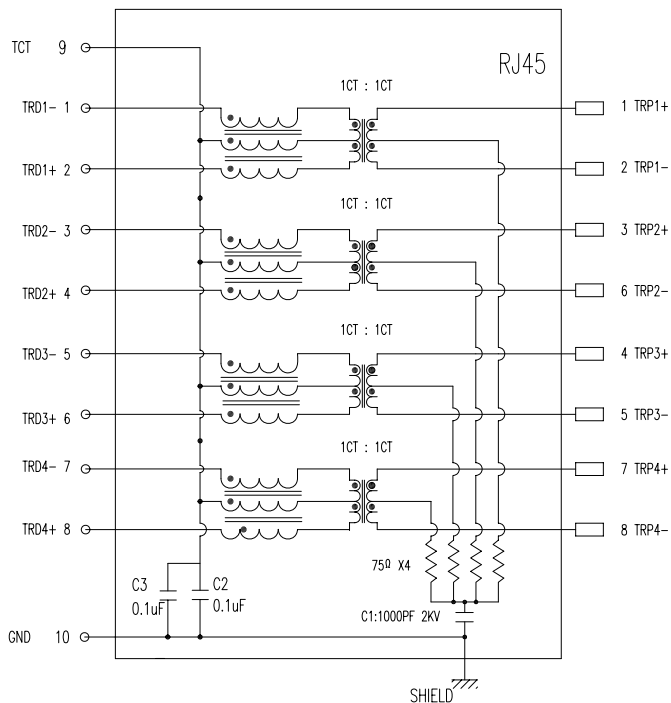 TCT 9
RJ45
1CT : 1CT
TRD1- 1
1 TRP1+
TRD1+ 2
2 TRP1-
1CT : 1CT
TRD2- 3
3 TRP2+
TRD2+ 4
6 TRP2-
1CT : 1CT
TRD3- 5
4 TRP3+
TRD3+ 6
5 TRP3-
1CT : 1CT
TRD4- 7
7 TRP4+
TRD4+ 8
8 TRP4-
75Ω X4
C3
0.1uF
C2
0.1uF
C1:1000PF 2KV
GND 10
SHIELD